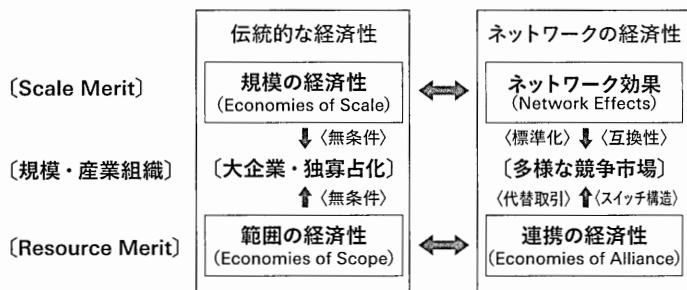 伝統的な経済性 ネットワークの経済性
〔Scale Merit〕 規模の経済性 ネットワーク効果
(Economies of Scale) (Network Effects)
〈無条件〉 〈標準化〉 〈互換性〉
〔規模・産業組織〕 〔大企業・独寡占化〕 〔多様な競争市場〕
〈無条件〉 〈代替取引〉 〈スイッチ構造〉
〔Resource Merit〕 範囲の経済性 連携の経済性
(Economies of Scope) (Economies of Alliance)